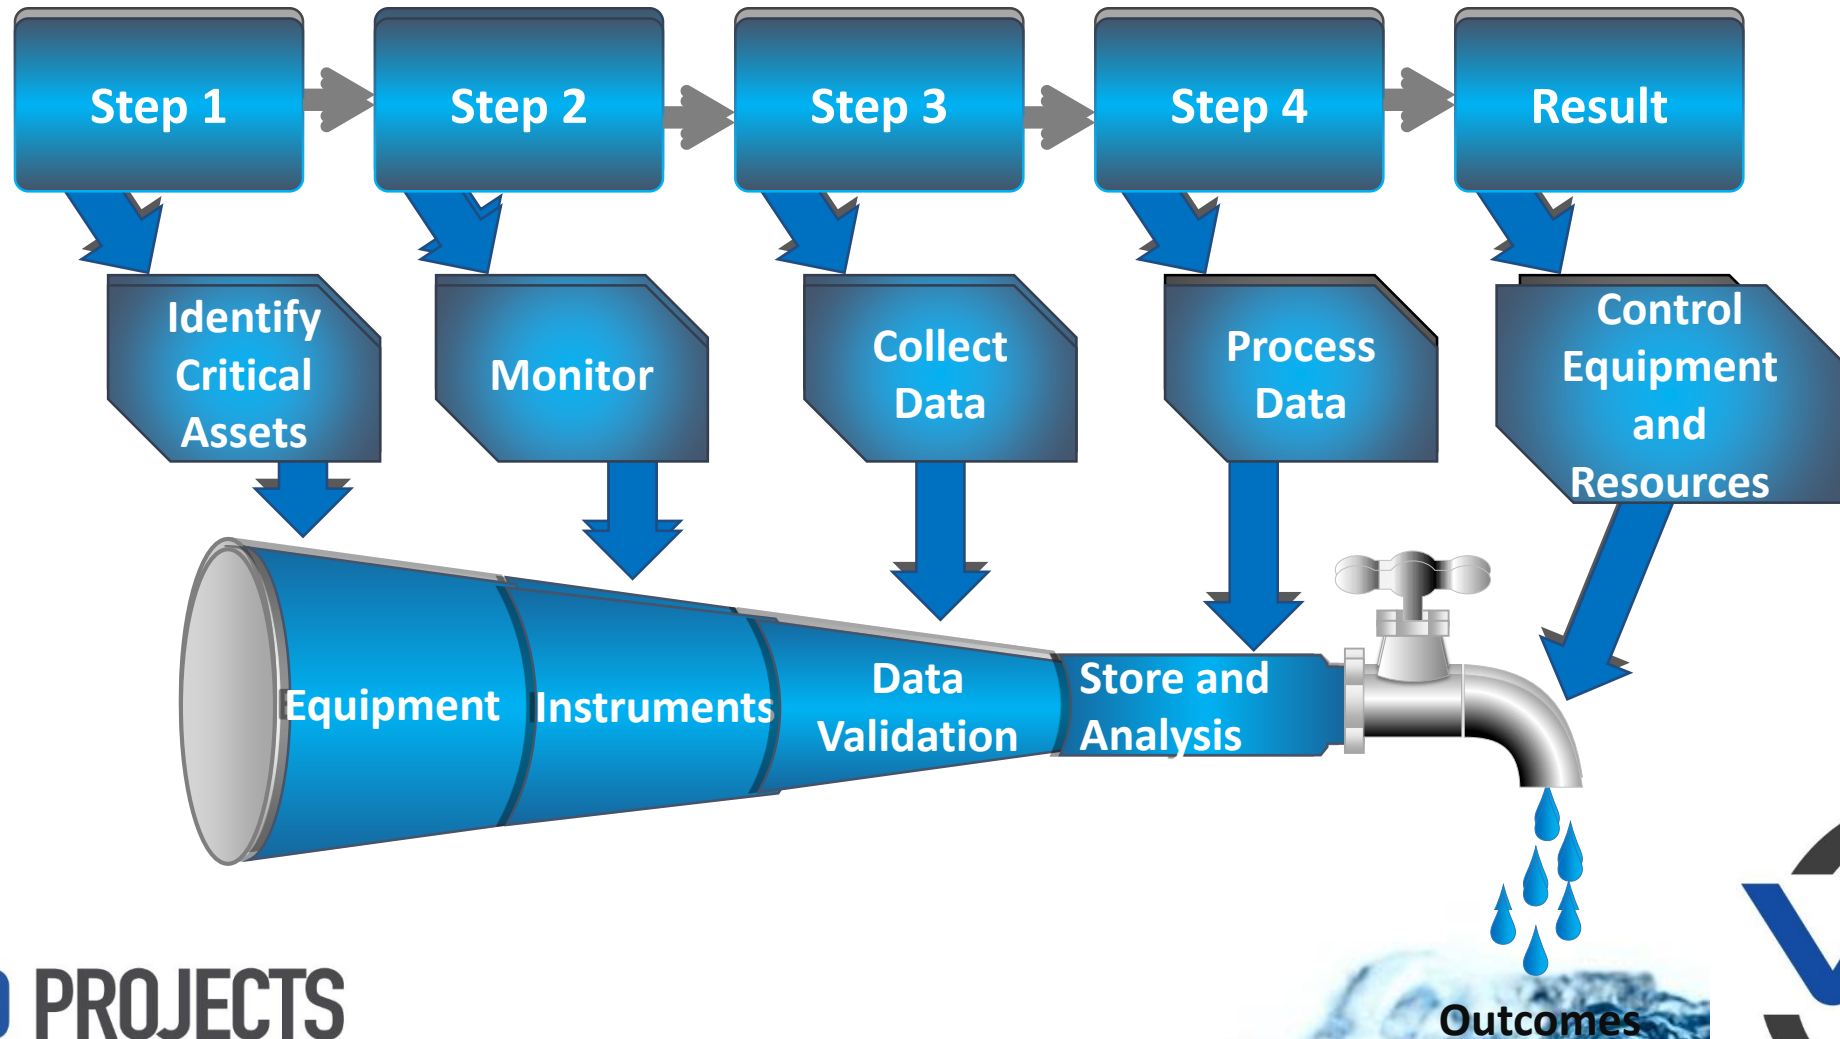 Step 1
Step 2
Step 3
Step 4
Result
Identify
Critical
Assets
Monitor
Collect
Data
Process
Data
Control
Equipment
and
Resources
Equipment
Instruments
Data
Validation
Store and
Analysis
PROJECTS
Outcomes